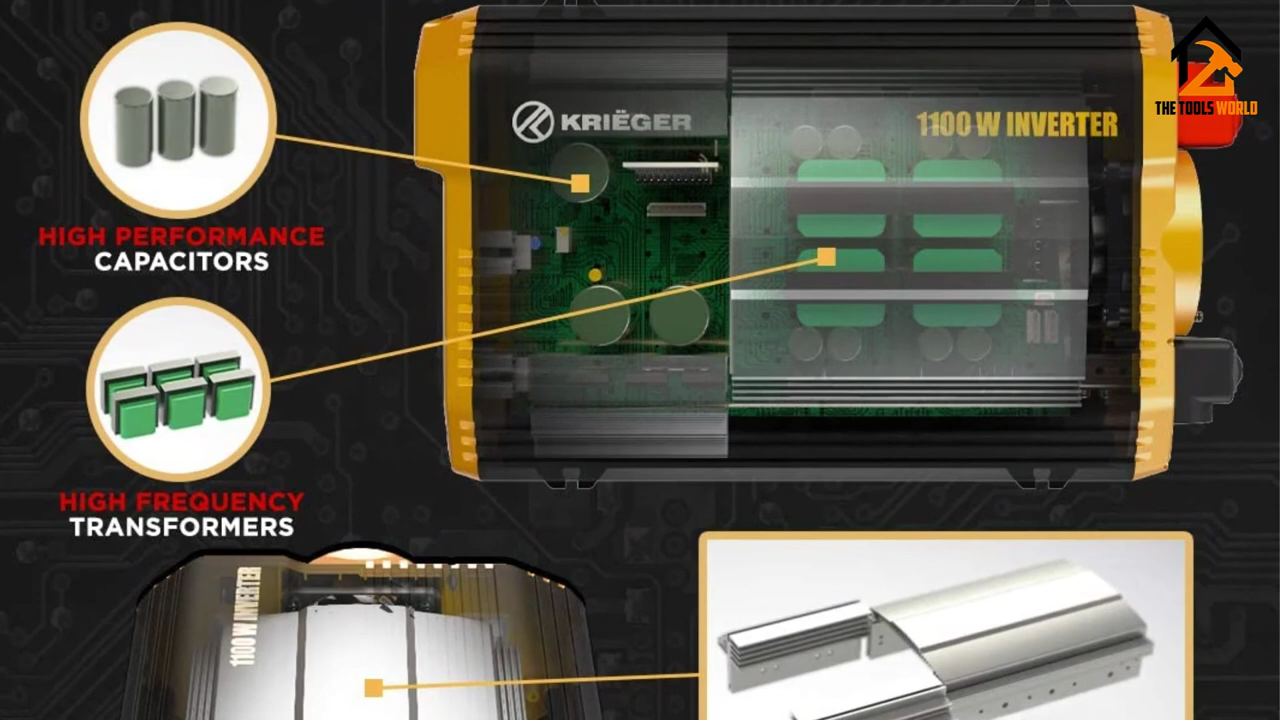 KRIËGER
1100 W INVERTER
THE TOOLS WORLD
HIGH PERFORMANCE
CAPACITORS
HIGH FREQUENCY
TRANSFORMERS
1100 W INVERTER